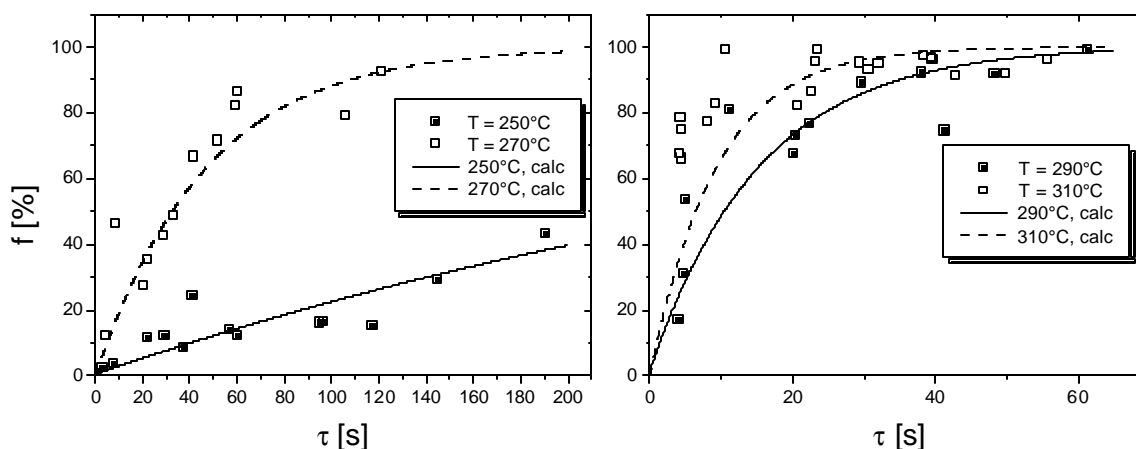 f [%]
100
80
60
40
20
0
T = 250°C
T = 270°C
250°C, calc
270°C, calc
0 20 40 60 80 100 120 140 160 180 200
τ [s]
100
80
60
40
20
0
T = 290°C
T = 310°C
290°C, calc
310°C, calc
0 20 40 60
τ [s]